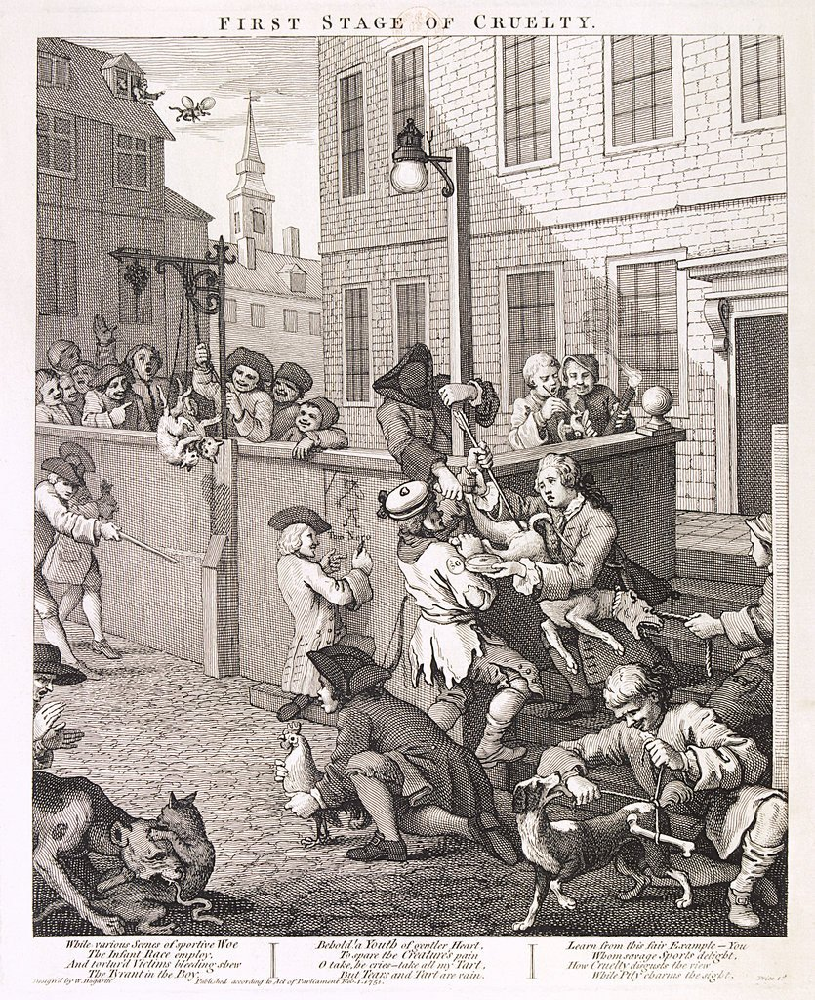 FIRST STAGE OF CRUELTY.
Tom Nero
While various Scenes of sportive Woe
The Infant Race employ,
And tortur'd Victims bleeding shew
The Tyrant in the Boy.
Behold! a Youth of gentler Heart,
To spare the Creature's pain
O take, he cries—take all my Tart,
But Tears and Tart are vain.
Learn from this fair Example—You
Whom savage Sports delight,
How Cruelty disgusts the view
While Pity charms the sight.
Design'd by W. Hogarth
Published according to Act of Parliament Feb. 1. 1751.
Price 1s.